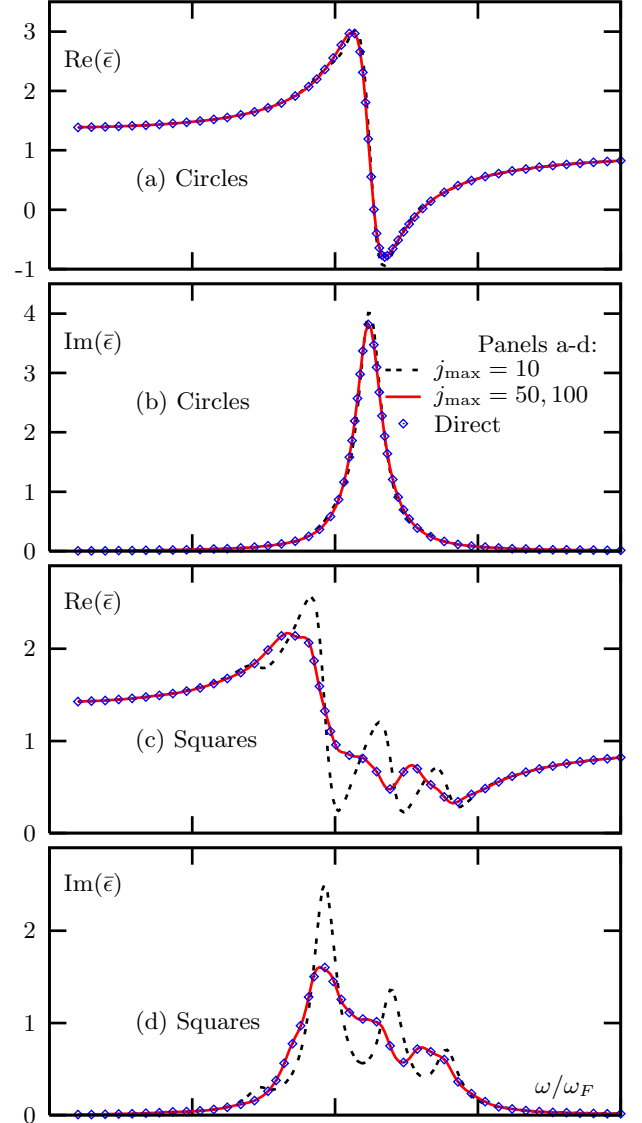 3
Re(ϵ̄)
2
1
(a) Circles
0
-1
4
Im(ϵ̄)
Panels a-d:
3
j_max = 10
j_max = 50, 100
(b) Circles
Direct
2
1
0
Re(ϵ̄)
2
(c) Squares
1
0
Im(ϵ̄)
2
1
(d) Squares
ω/ω_F
0